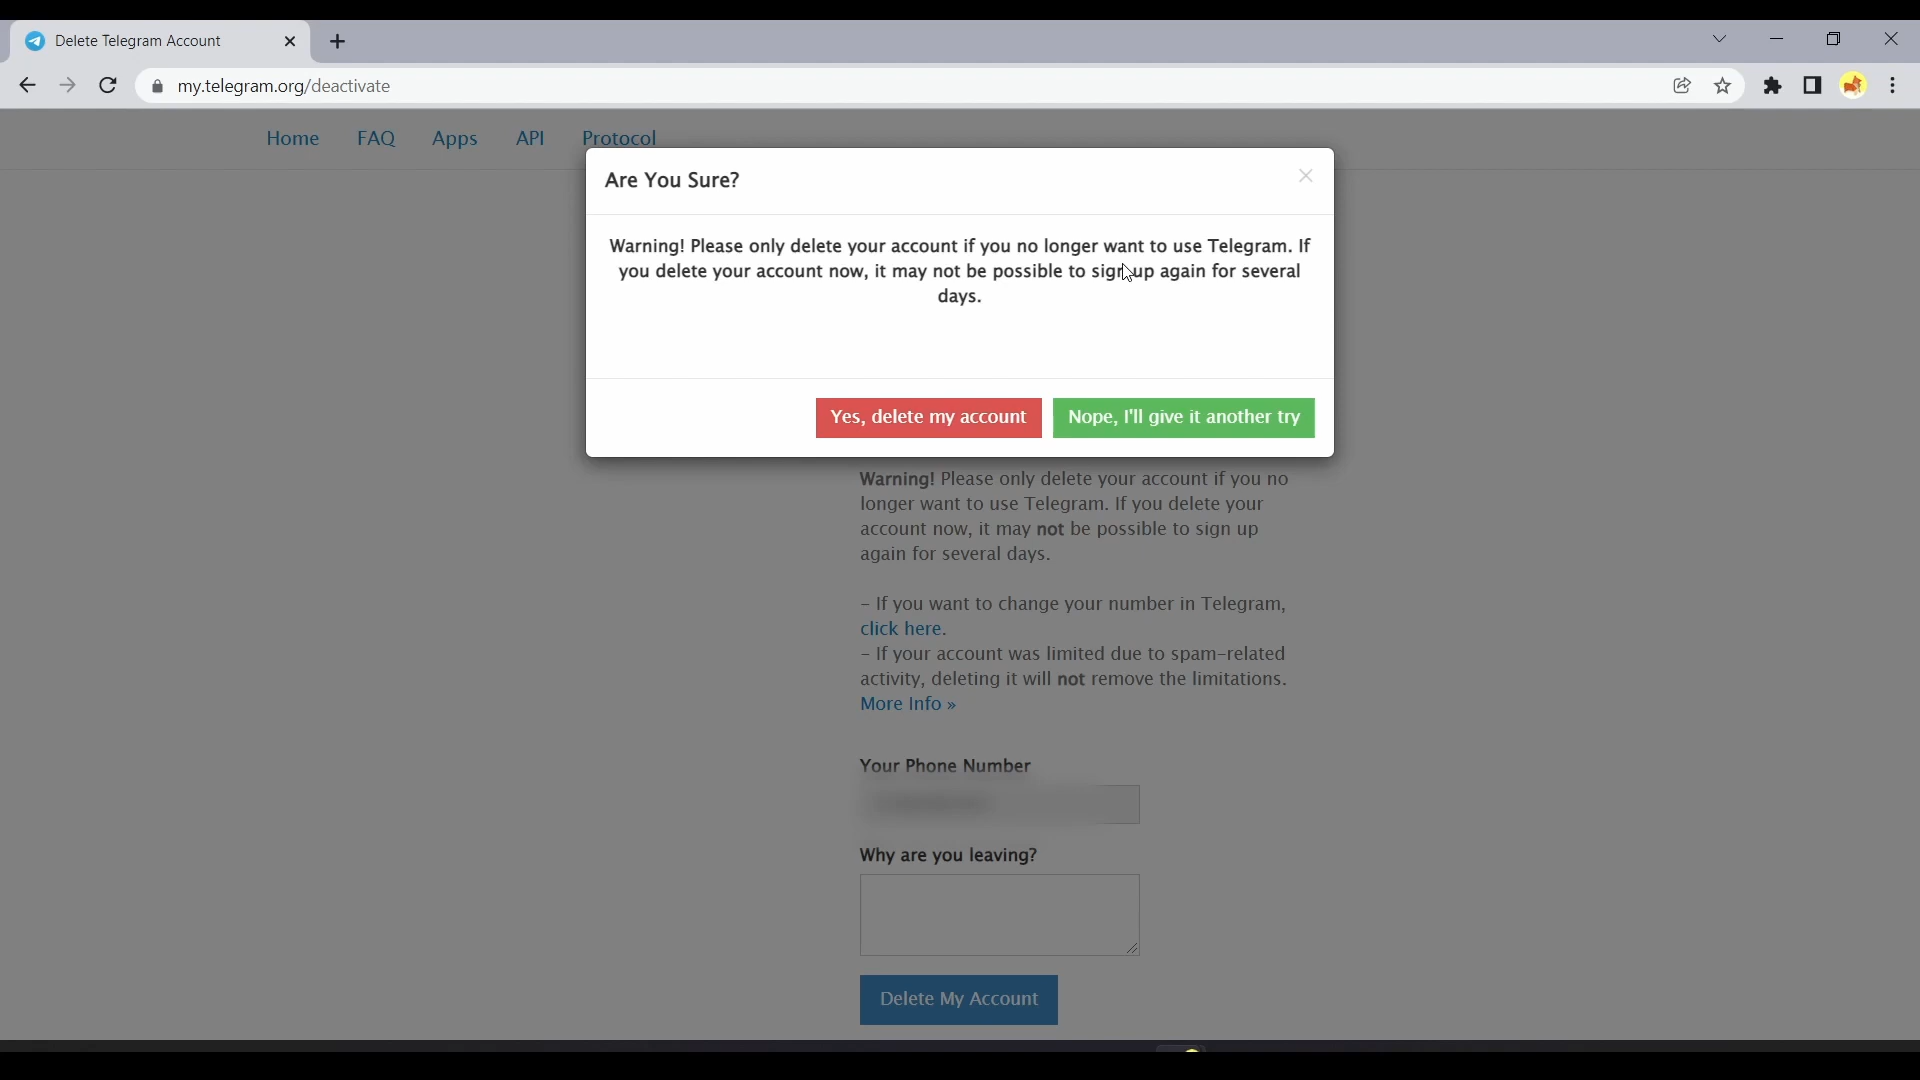 Delete Telegram Account
my.telegram.org/deactivate
Home FAQ Apps API Protocol
Are You Sure?
Warning! Please only delete your account if you no longer want to use Telegram. If
you delete your account now, it may not be possible to sign up again for several
days.
Yes, delete my account Nope, I'll give it another try
Warning! Please only delete your account if you no
longer want to use Telegram. If you delete your
account now, it may not be possible to sign up
again for several days.
- If you want to change your number in Telegram,
click here.
- If your account was limited due to spam-related
activity, deleting it will not remove the limitations.
More Info »
Your Phone Number
Why are you leaving?
Delete My Account